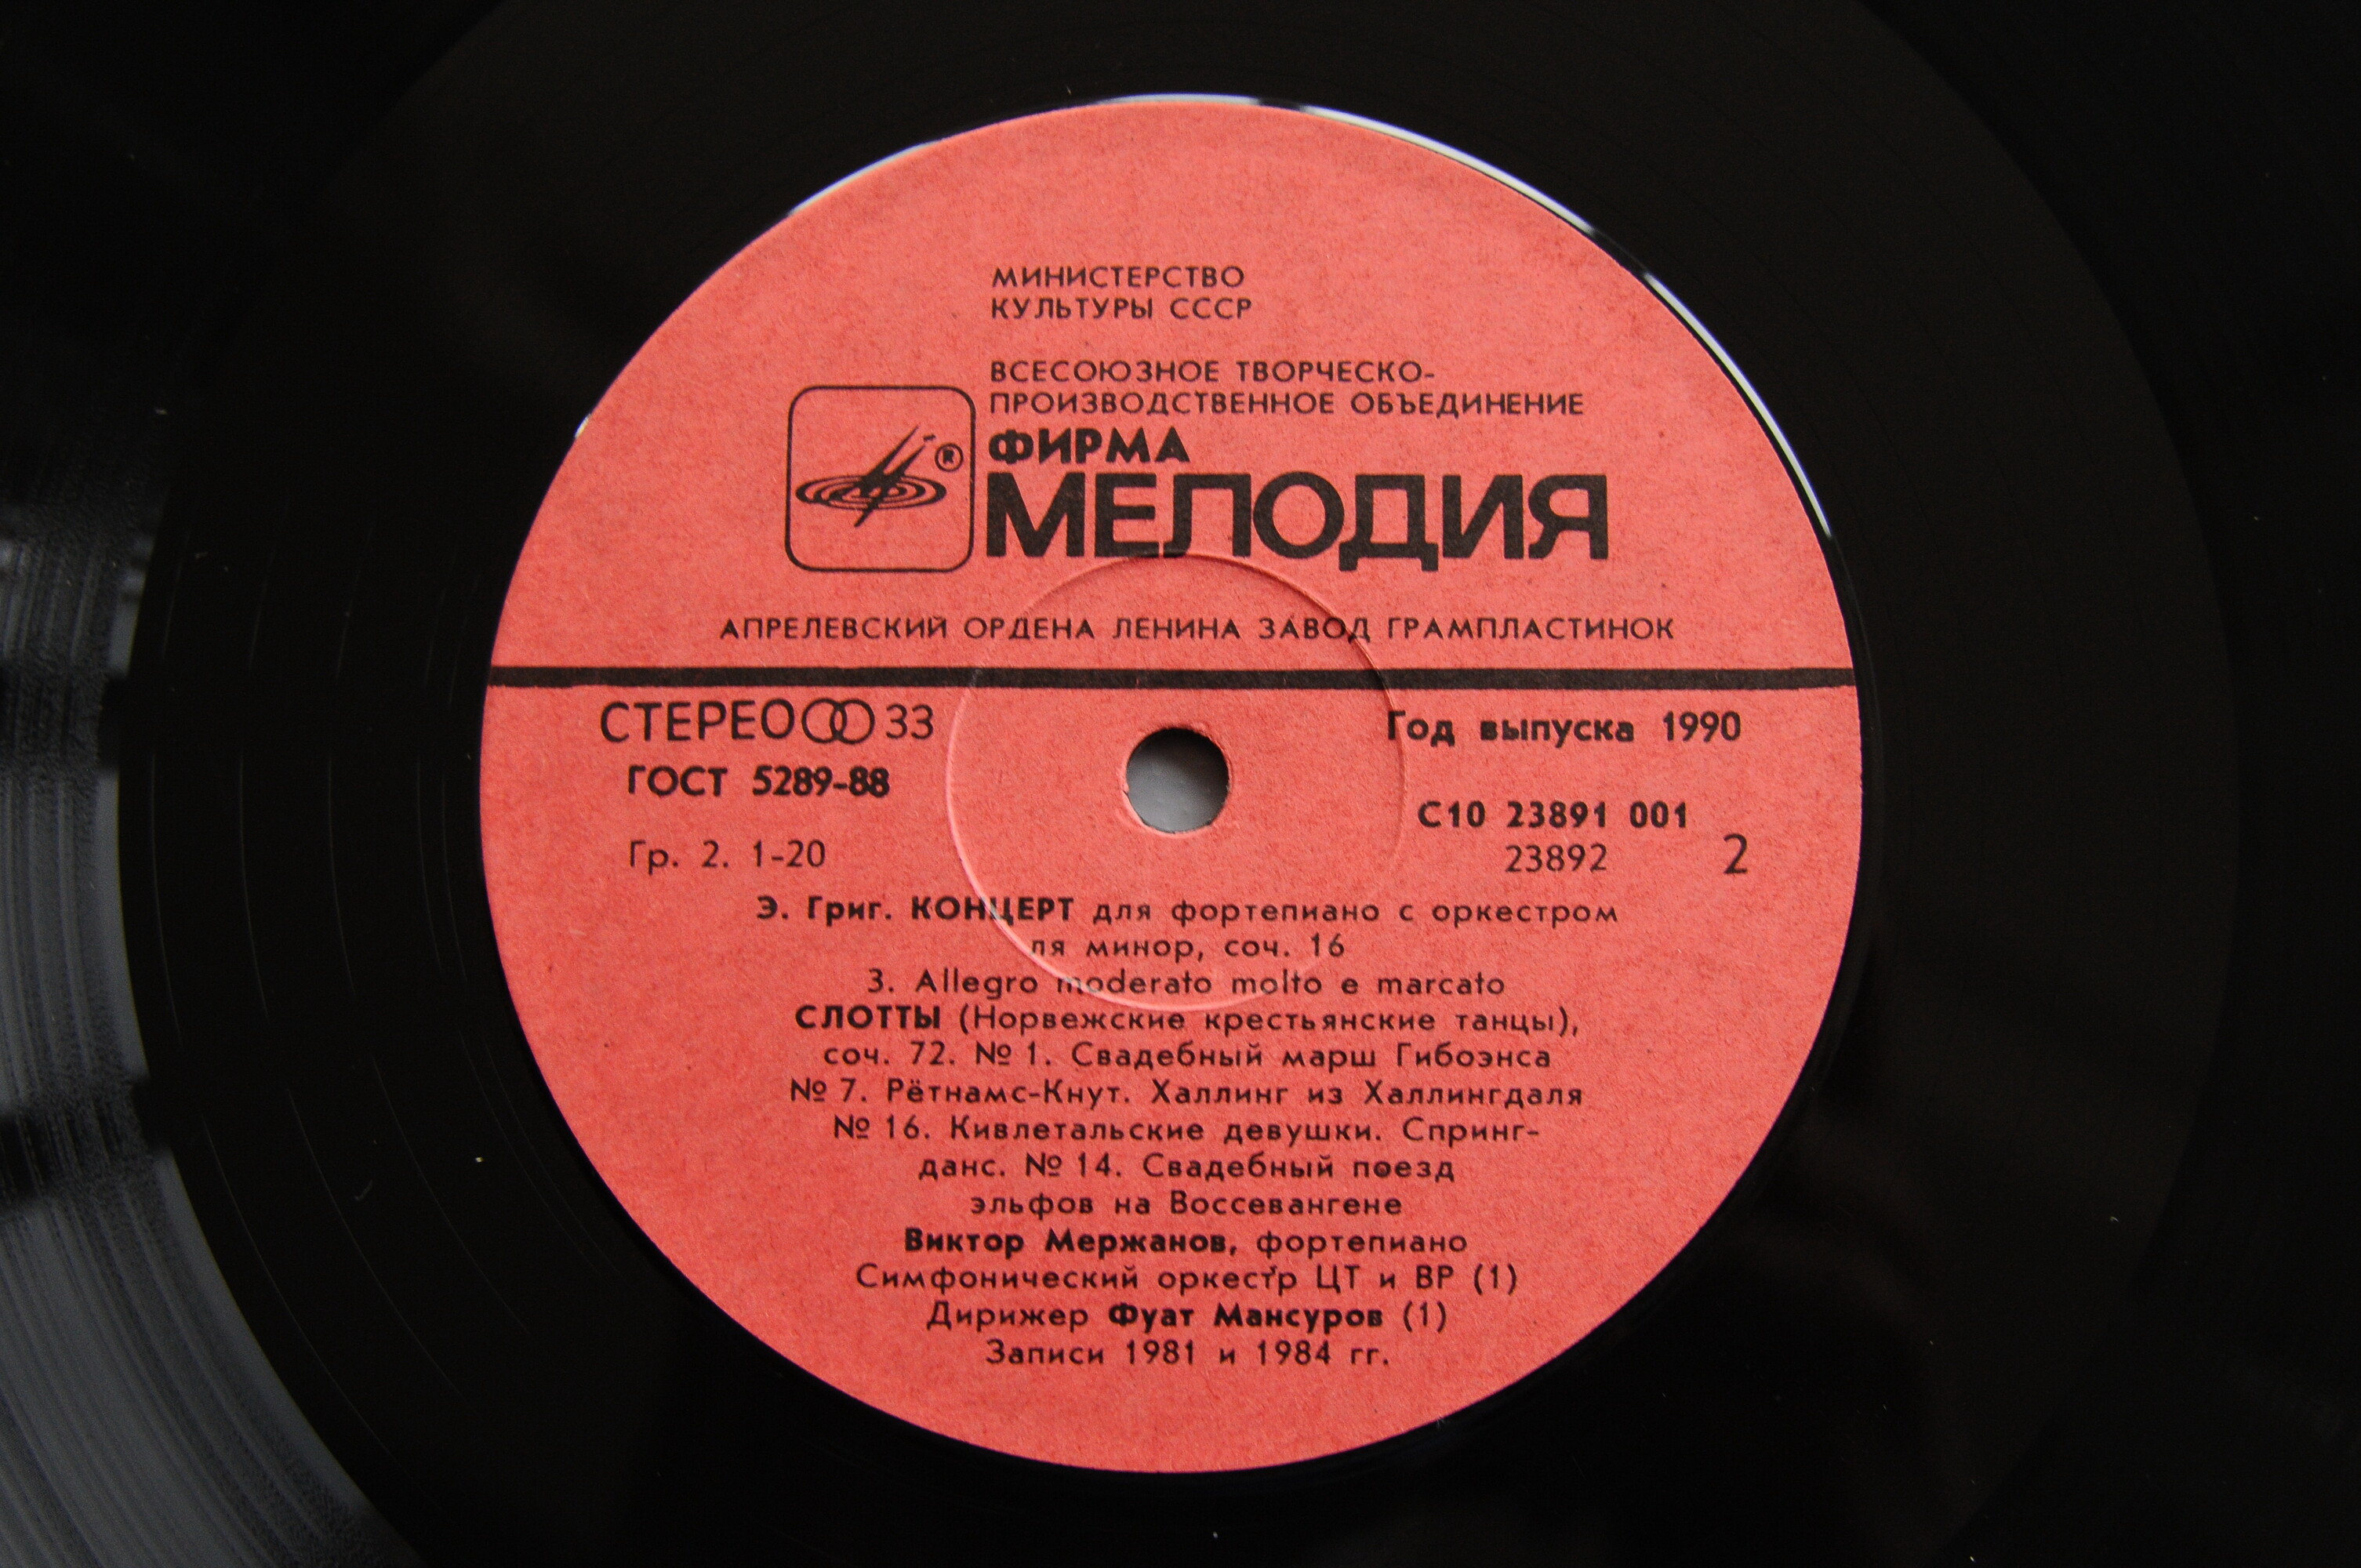 МИНИСТЕРСТВО
КУЛЬТУРЫ СССР
ВСЕСОЮЗНОЕ ТВОРЧЕСКО-
ПРОИЗВОДСТВЕННОЕ ОБЪЕДИНЕНИЕ
ФИРМА
®
МЕЛОДИЯ
АПРЕЛЕВСКИЙ ОРДЕНА ЛЕНИНА ЗАВОД ГРАМПЛАСТИНОК
СТЕРЕО 33
Год выпуска 1990
ГОСТ 5289-88
С10 23891 001
Гр. 2. 1-20
23892
2
Э. Григ. КОНЦЕРТ для фортепиано с оркестром
ля минор, соч. 16
3. Allegro moderato molto e marcato
СЛОТТЫ (Норвежские крестьянские танцы),
соч. 72. № 1. Свадебный марш Гибоэнса
№ 7. Рётнамс-Кнут. Халлинг из Халлингдаля
№ 16. Кивлетальские девушки. Спринг-
данс. № 14. Свадебный поезд
эльфов на Воссевангене
Виктор Мержанов, фортепиано
Симфонический оркестр ЦТ и ВР (1)
Дирижер Фуат Мансуров (1)
Записи 1981 и 1984 гг.